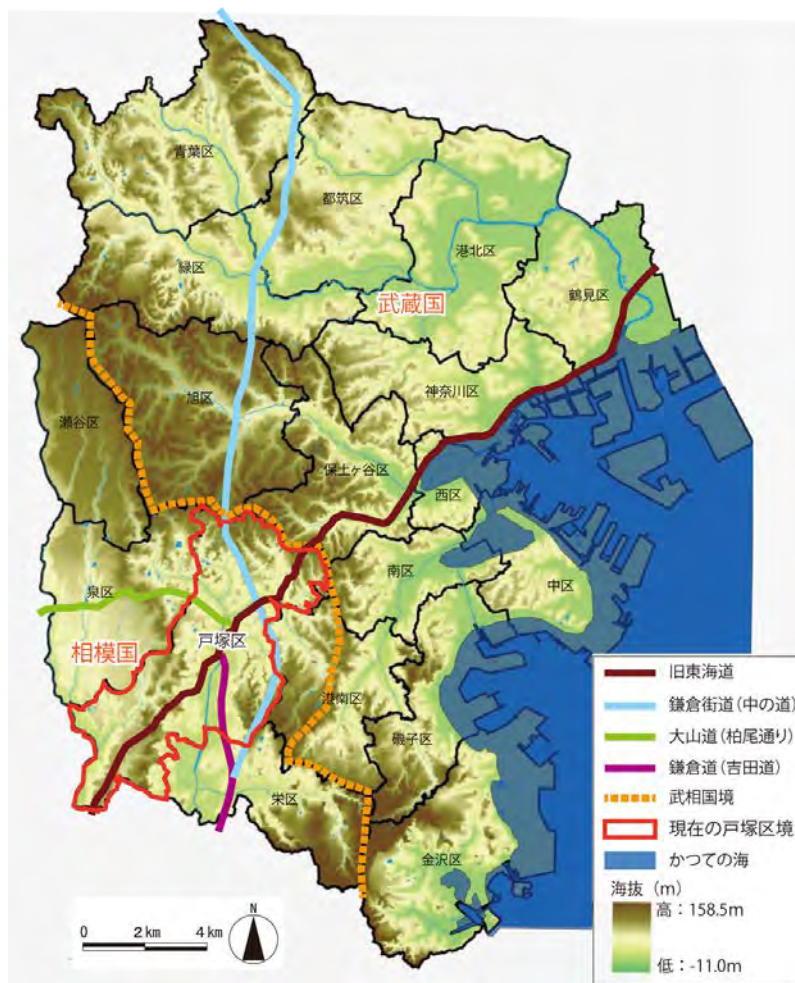 青葉区
都筑区
港北区
緑区
武蔵国
鶴見区
神奈川区
旭区
瀬谷区
保土ヶ谷区
西区
南区
中区
泉区
戸塚区
相模国
港南区
磯子区
栄区
金沢区
旧東海道
鎌倉街道(中の道)
大山道(柏尾通り)
鎌倉道(吉田道)
武相国境
現在の戸塚区境
かつての海
海抜（m）
高：158.5m
低：-11.0m
0 2 km 4 km
N